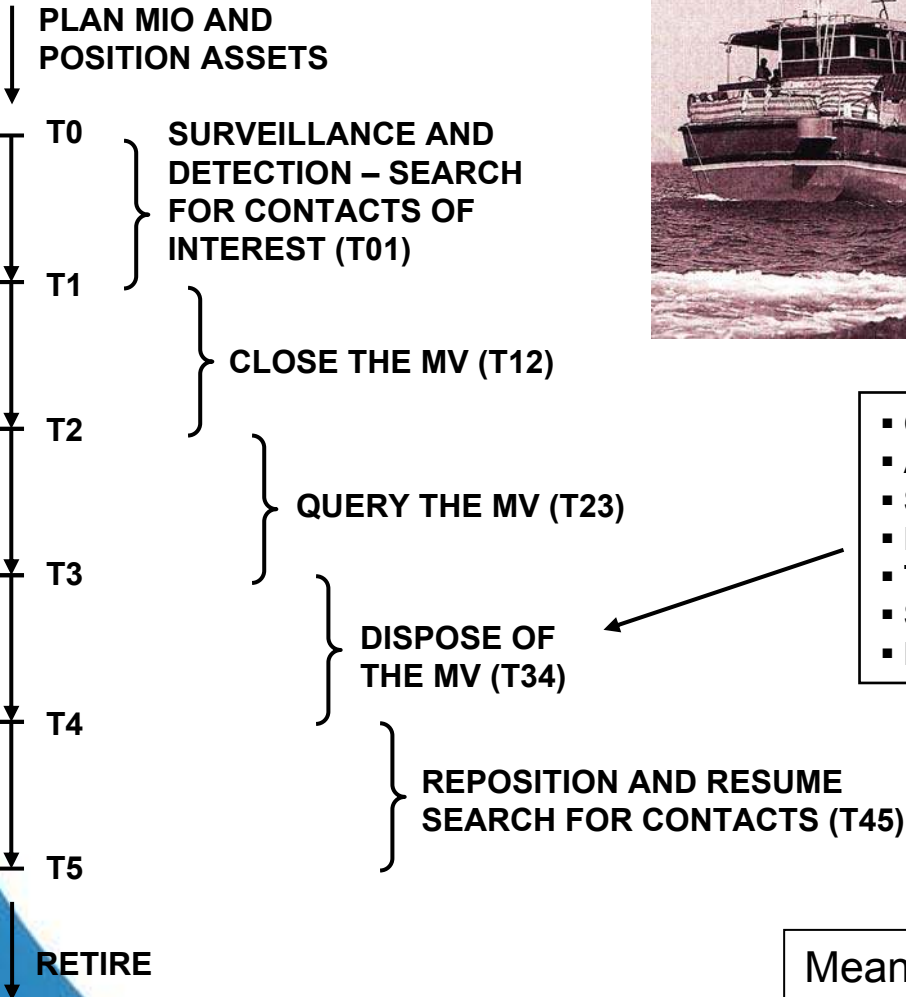 PLAN MIO AND
POSITION ASSETS
T0
SURVEILLANCE AND
DETECTION – SEARCH
FOR CONTACTS OF
INTEREST (T01)
T1
CLOSE THE MV (T12)
T2
QUERY THE MV (T23)
T3
DISPOSE OF
THE MV (T34)
T4
REPOSITION AND RESUME
SEARCH FOR CONTACTS (T45)
T5
RETIRE
Mean